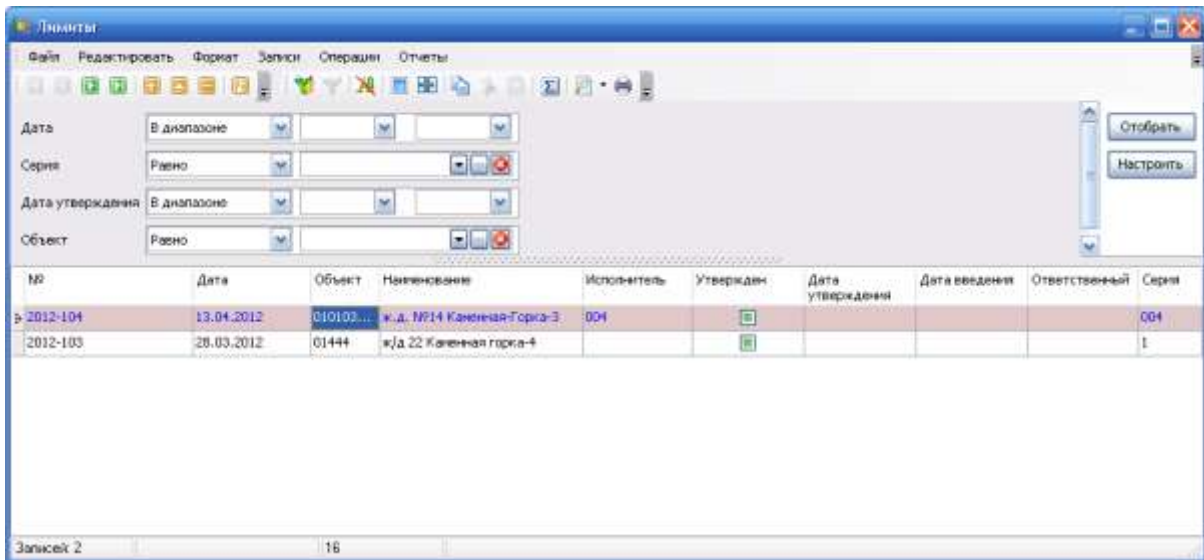 Лимиты
Файл Редактировать Формат Записи Операции Отчеты
Дата В диапазоне Отобрать
Серия Равно Настроить
Дата утверждения В диапазоне
Объект Равно
№ Дата Объект Наименование Исполнитель Утвержден Дата утверждения Дата введения Ответственный Серия
2012-104 13.04.2012 010103... ж.д. №14 Каменная-Горка-3 004 004
2012-103 28.03.2012 01444 ж/д 22 Каменная горка-4 1
Записей: 2 16